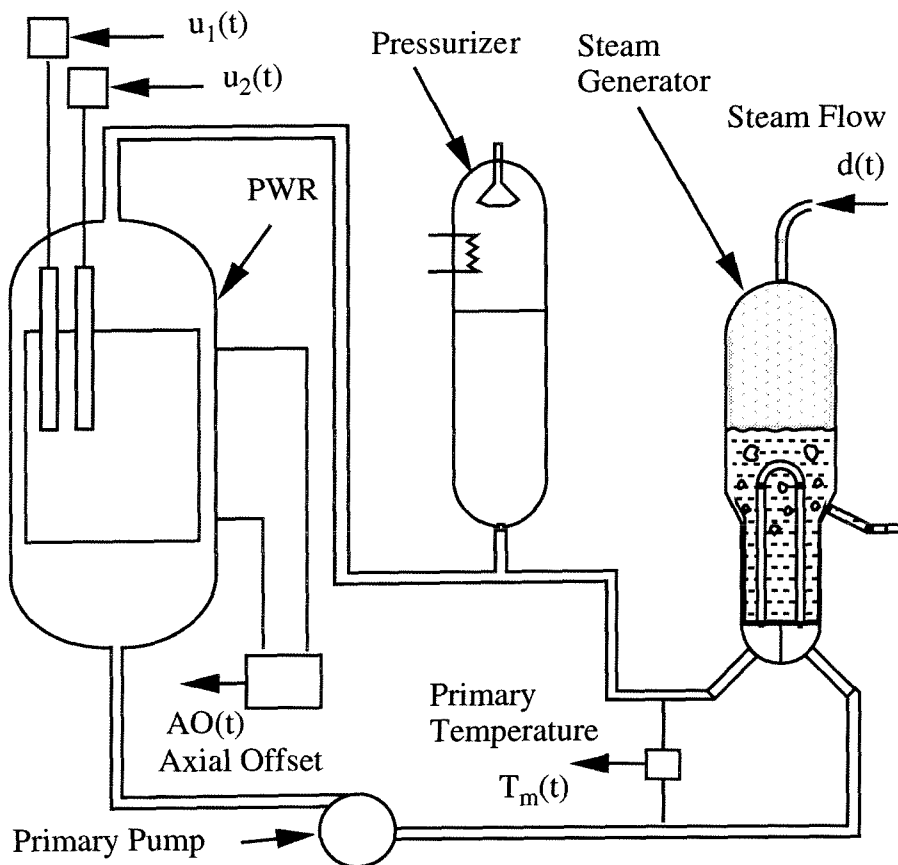 u1(t)
u2(t)
Pressurizer
Steam
Generator
Steam Flow
d(t)
PWR
AO(t)
Axial Offset
Primary
Temperature
Tm(t)
Primary Pump